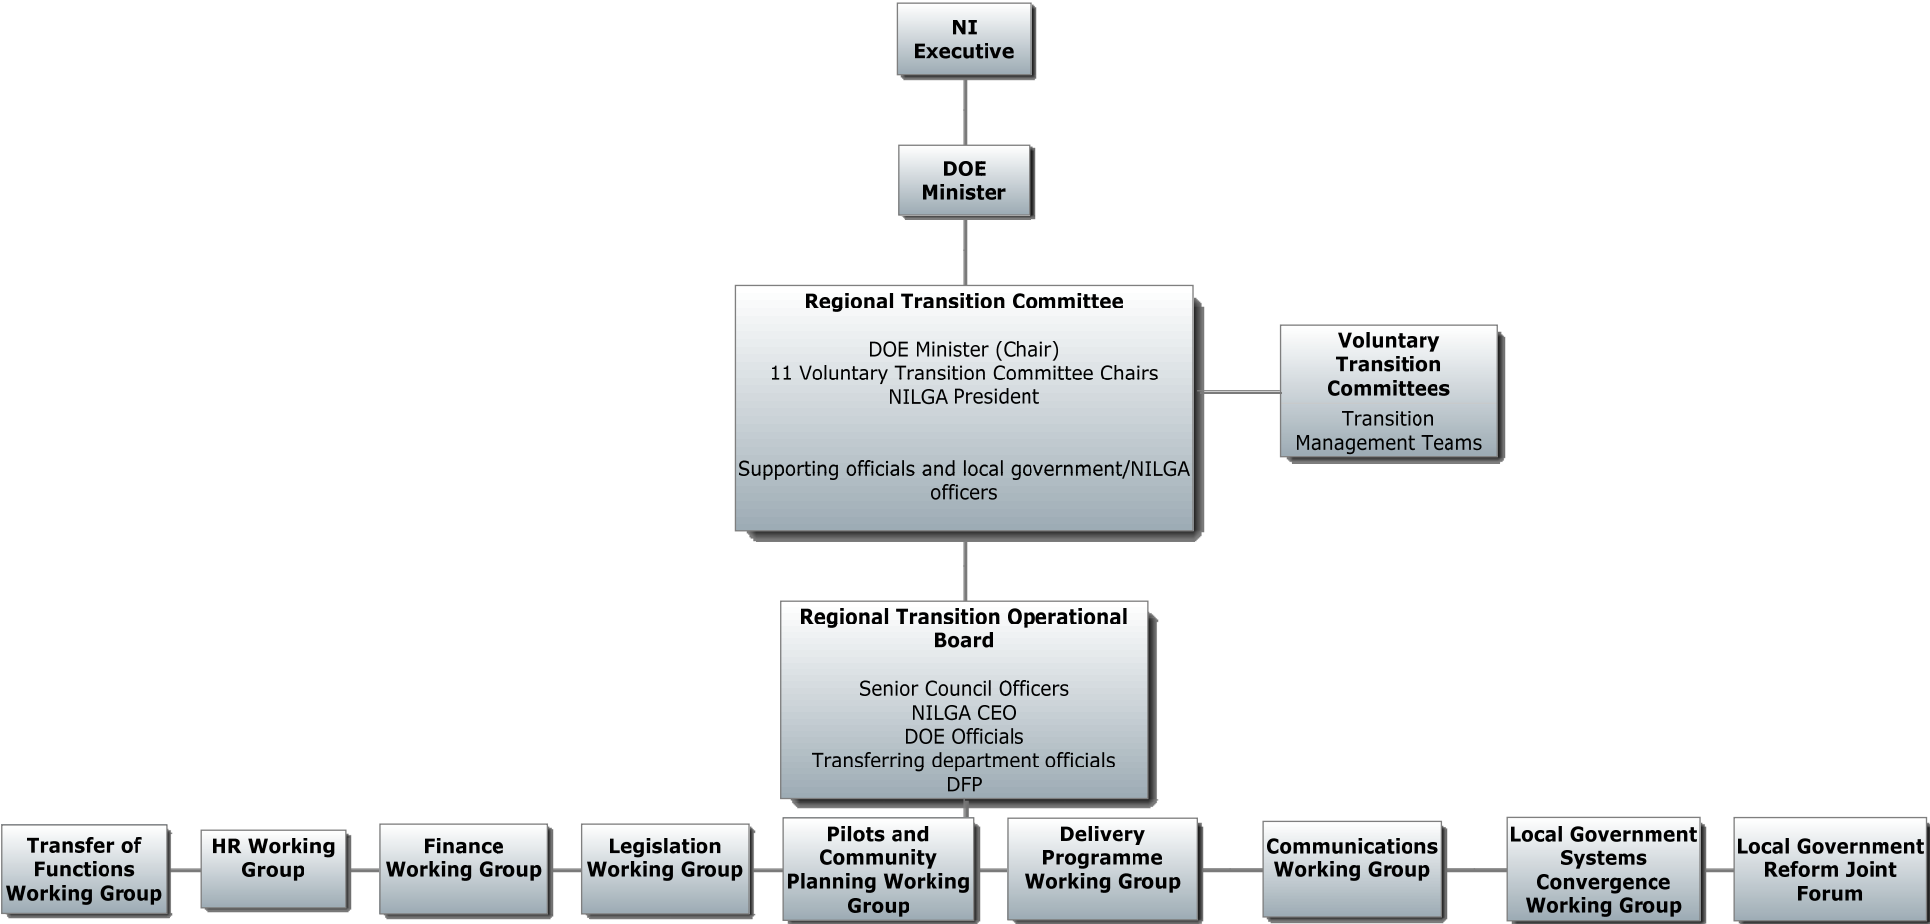 NI
Executive
DOE
Minister
Regional Transition Committee
DOE Minister (Chair)
11 Voluntary Transition Committee Chairs
NILGA President
Supporting officials and local government/NILGA
officers
Voluntary
Transition
Committees
Transition
Management Teams
Regional Transition Operational
Board
Senior Council Officers
NILGA CEO
DOE Officials
Transferring department officials
DFP
Transfer of
Functions
Working Group
HR Working
Group
Finance
Working Group
Legislation
Working Group
Pilots and
Community
Planning Working
Group
Delivery
Programme
Working Group
Communications
Working Group
Local Government
Systems
Convergence
Working Group
Local Government
Reform Joint
Forum